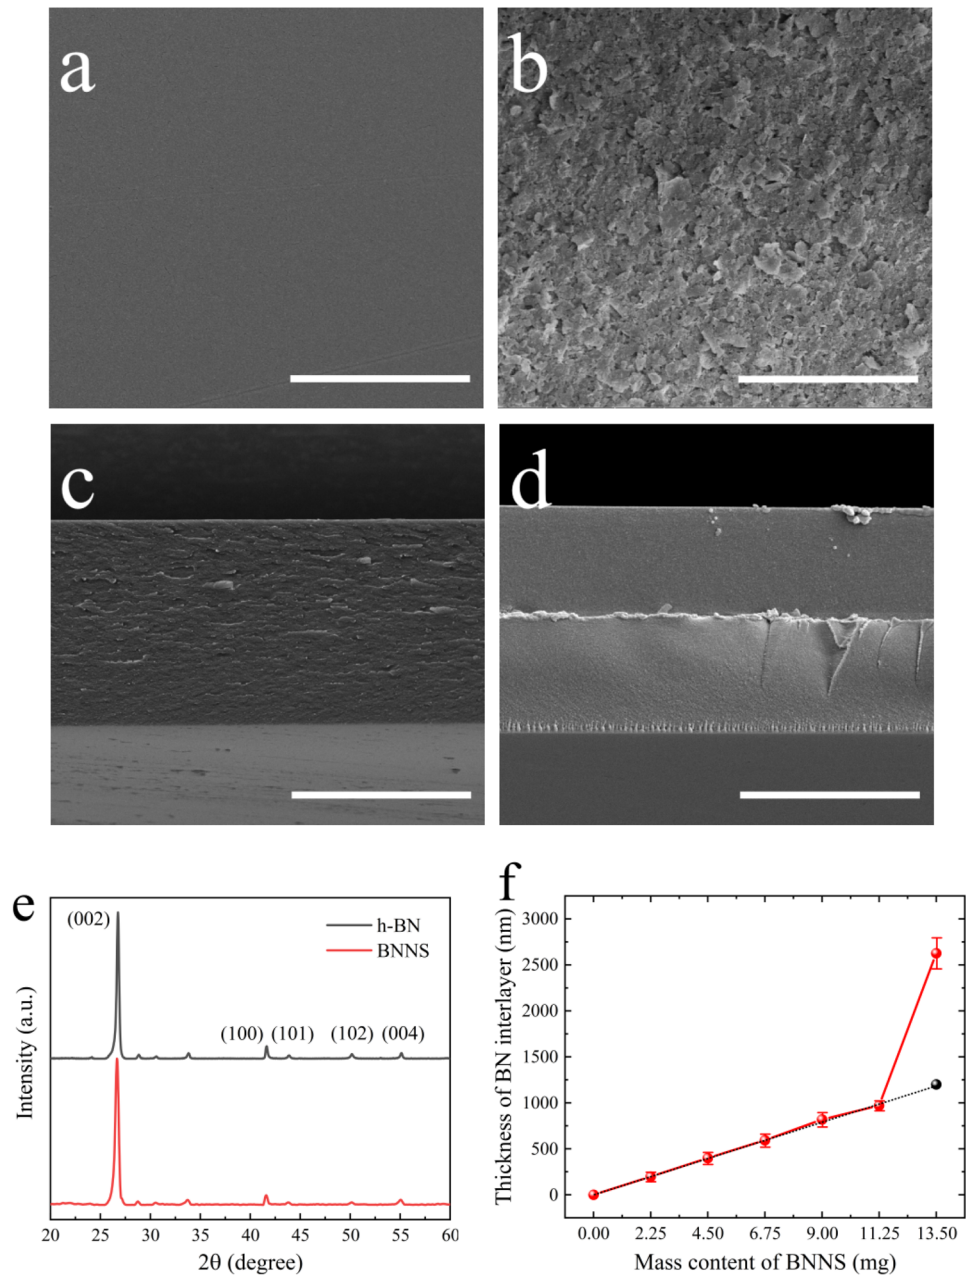 a
b
c
d
e
(002)
h-BN
BNNS
(100) (101) (102) (004)
Intensity (a.u.)
20 25 30 35 40 45 50 55 60
2θ (degree)
f
3000
2500
2000
1500
1000
500
0
Thickness of BN interlayer (nm)
0.00 2.25 4.50 6.75 9.00 11.25 13.50
Mass content of BNNS (mg)